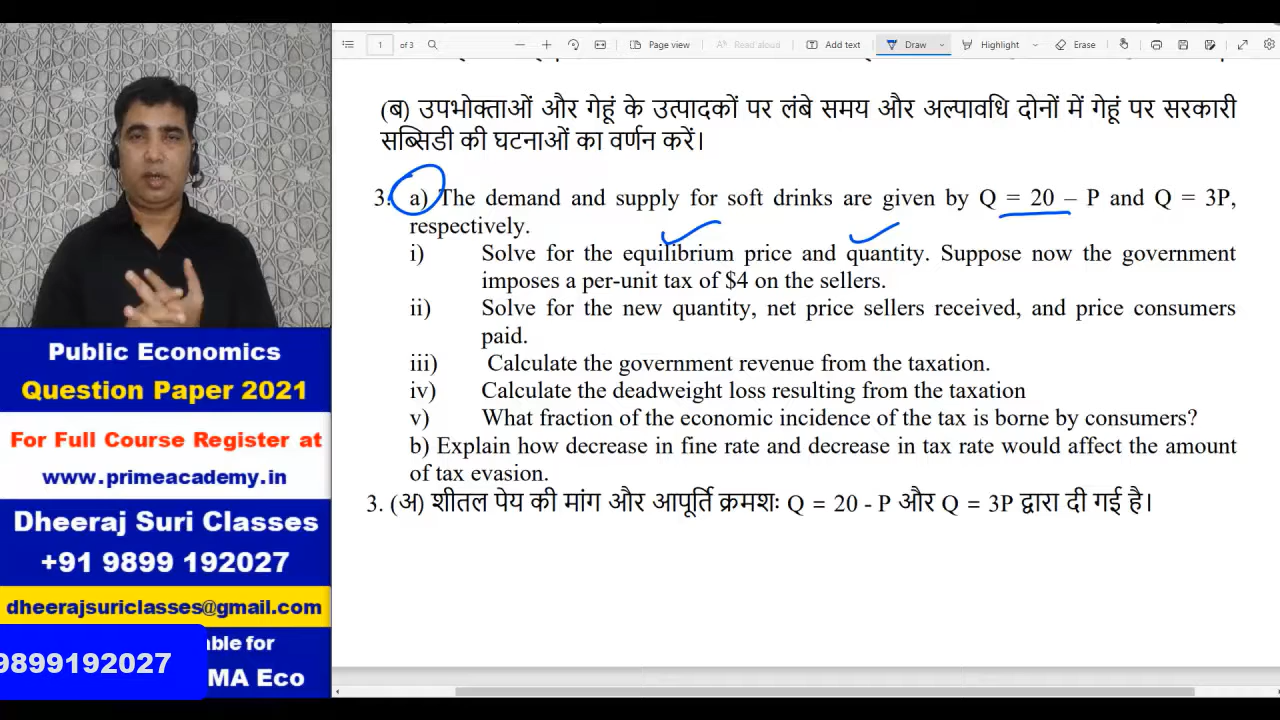 1 of 3 Page view Read aloud Add text Draw Highlight Erase
(ब) उपभोक्ताओं और गेहूं के उत्पादकों पर लंबे समय और अल्पावधि दोनों में गेहूं पर सरकारी
सब्सिडी की घटनाओं का वर्णन करें।
3. a) The demand and supply for soft drinks are given by Q = 20 – P and Q = 3P,
respectively.
i) Solve for the equilibrium price and quantity. Suppose now the government
imposes a per-unit tax of $4 on the sellers.
ii) Solve for the new quantity, net price sellers received, and price consumers
paid.
iii) Calculate the government revenue from the taxation.
iv) Calculate the deadweight loss resulting from the taxation
v) What fraction of the economic incidence of the tax is borne by consumers?
b) Explain how decrease in fine rate and decrease in tax rate would affect the amount
of tax evasion.
3. (अ) शीतल पेय की मांग और आपूर्ति क्रमशः Q = 20 - P और Q = 3P द्वारा दी गई है।
Public Economics
Question Paper 2021
For Full Course Register at
www.primeacademy.in
Dheeraj Suri Classes
+91 9899 192027
dheerajsuriclasses@gmail.com
able for
9899192027
MA Eco